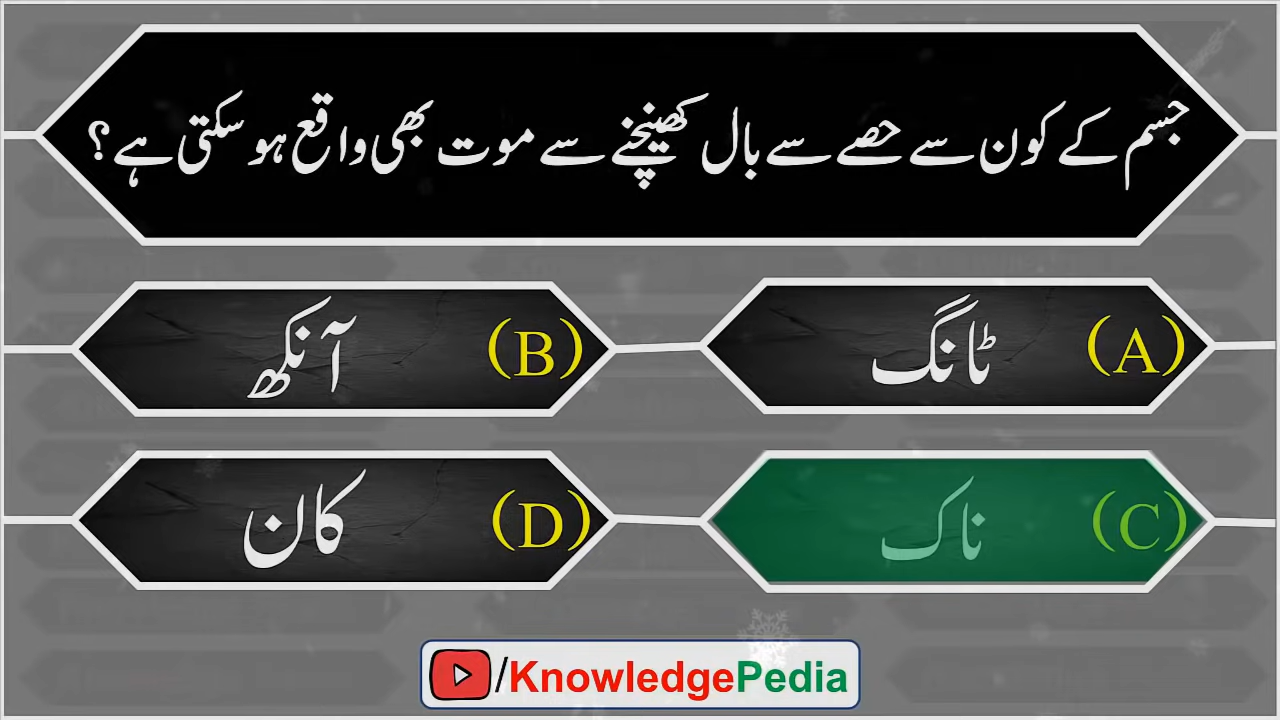 جسم کے کون سے حصے سے بال کھینچنے سے موت بھی واقع ہو سکتی ہے؟
(A) ٹانگ
(B) آنکھ
(C) ناک
(D) کان
/KnowledgePedia